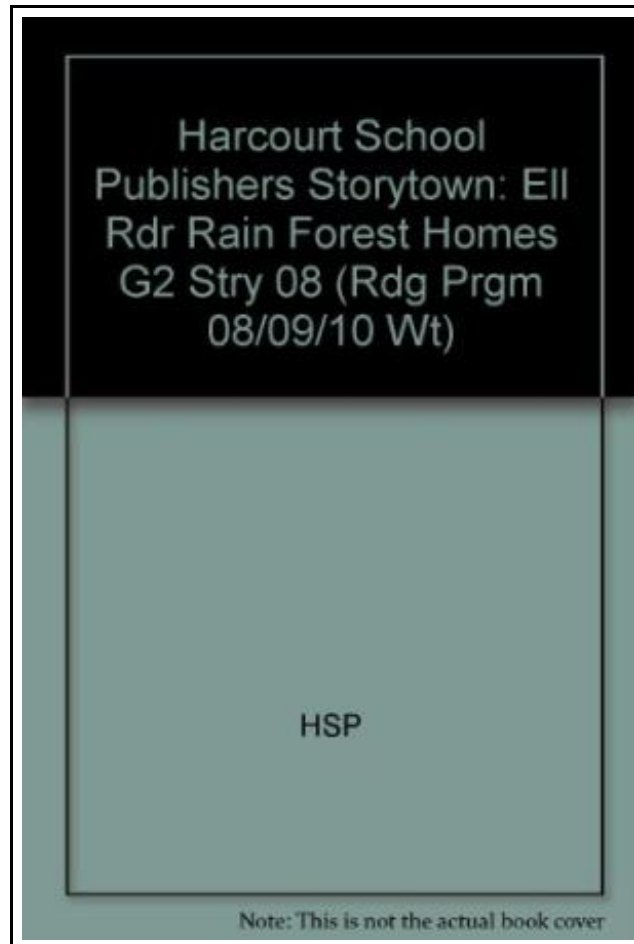 Harcourt School
Publishers Storytown: Ell
Rdr Rain Forest Homes
G2 Stry 08 (Rdg Prgm
08/09/10 Wt)
HSP
Note: This is not the actual book cover